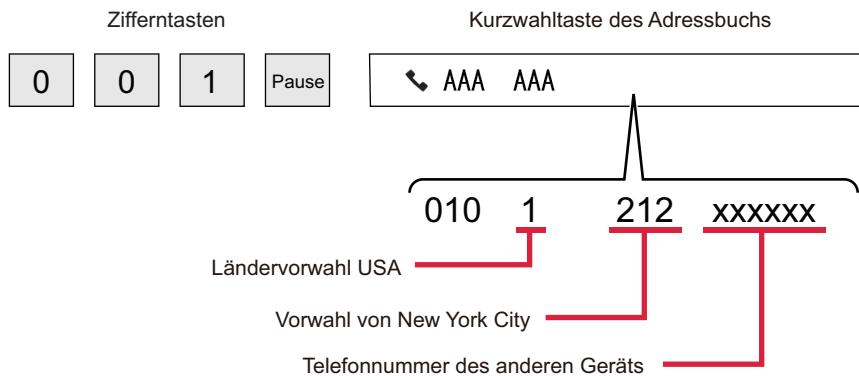 Zifferntasten Kurzwahltaste des Adressbuchs
0 0 1 Pause AAA AAA
010 1 212 xxxxxx
Ländervorwahl USA
Vorwahl von New York City
Telefonnummer des anderen Geräts